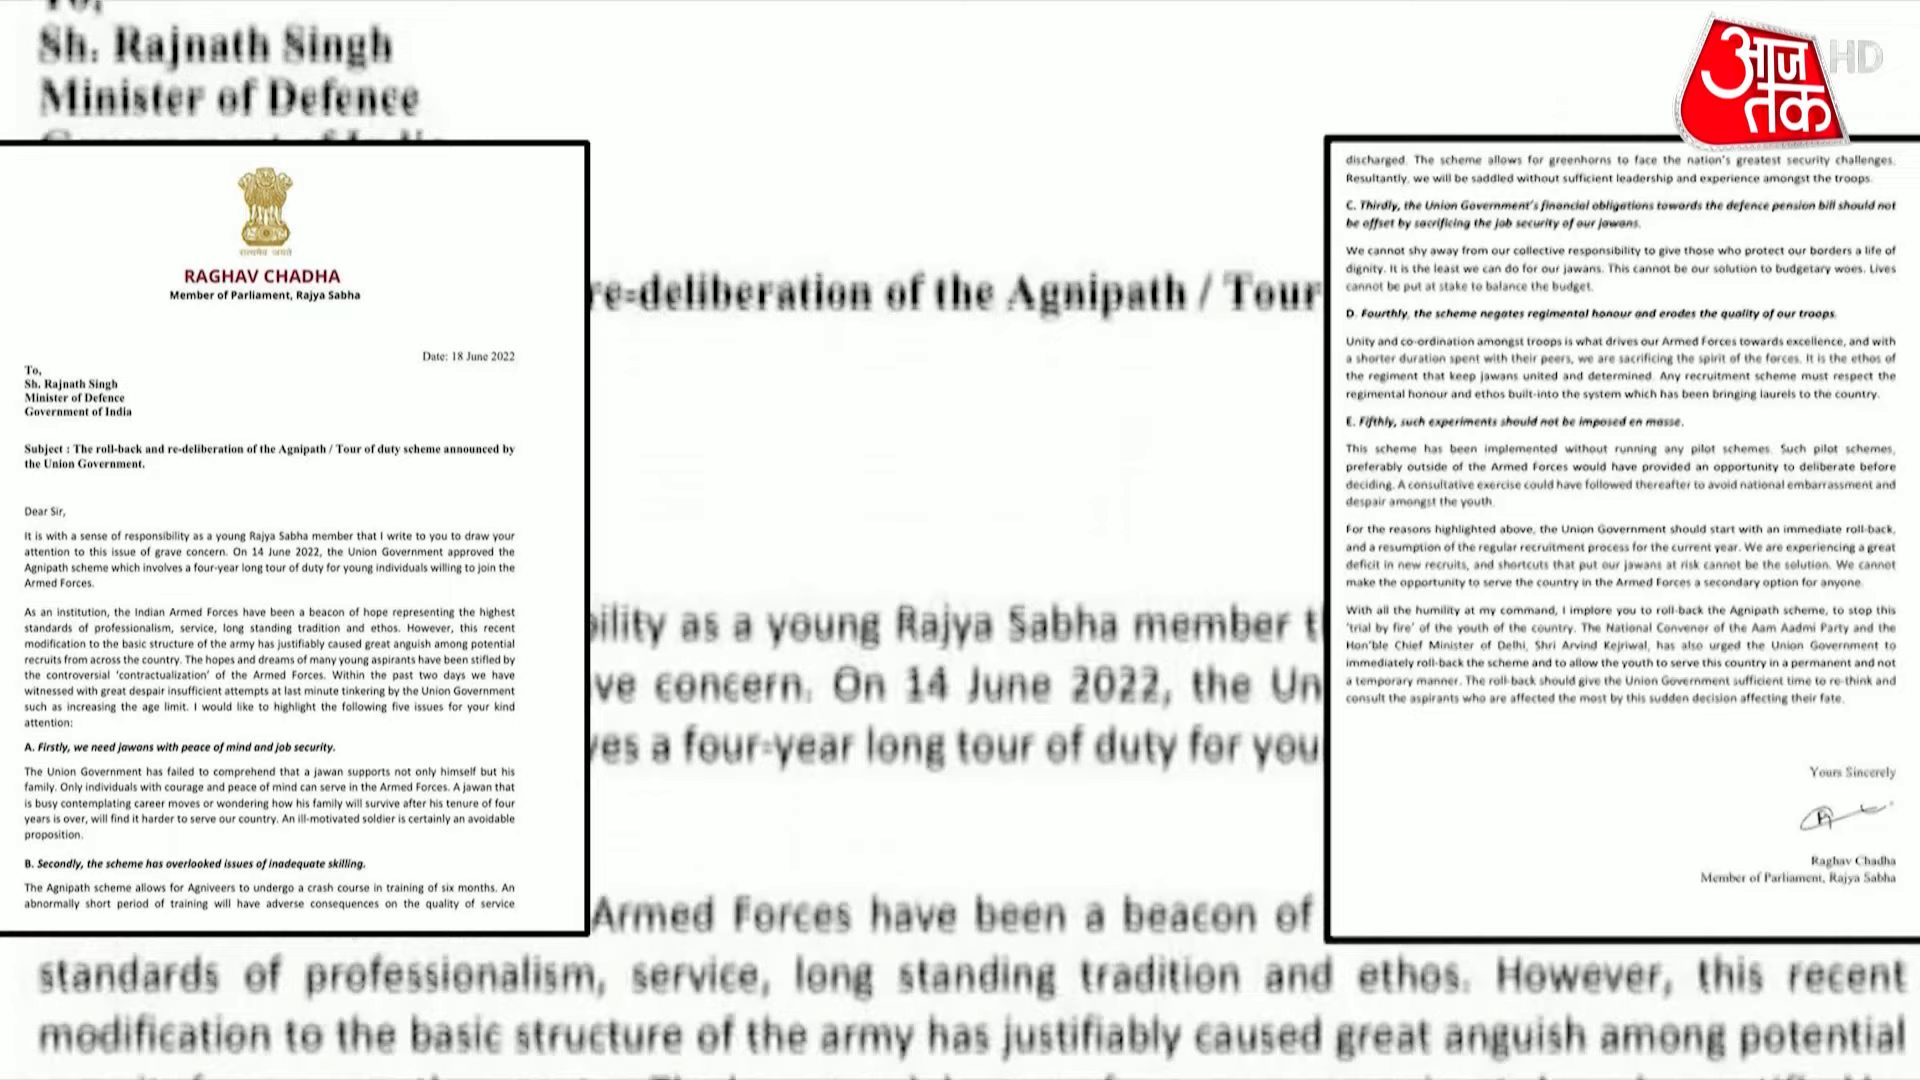 To,
Sh. Rajnath Singh
Minister of Defence
आज
तक
HD
सत्यमेव जयते
RAGHAV CHADHA
Member of Parliament, Rajya Sabha
Date: 18 June 2022
To,
Sh. Rajnath Singh
Minister of Defence
Government of India
Subject : The roll-back and re-deliberation of the Agnipath / Tour of duty scheme announced by
the Union Government.
Dear Sir,
It is with a sense of responsibility as a young Rajya Sabha member that I write to you to draw your
attention to this issue of grave concern. On 14 June 2022, the Union Government approved the
Agnipath scheme which involves a four-year long tour of duty for young individuals willing to join the
Armed Forces.
As an institution, the Indian Armed Forces have been a beacon of hope representing the highest
standards of professionalism, service, long standing tradition and ethos. However, this recent
modification to the basic structure of the army has justifiably caused great anguish among potential
recruits from across the country. The hopes and dreams of many young aspirants have been stifled by
the controversial ‘contractualization’ of the Armed Forces. Within the past two days we have
witnessed with great despair insufficient attempts at last minute tinkering by the Union Government
such as increasing the age limit. I would like to highlight the following five issues for your kind
attention:
A. Firstly, we need jawans with peace of mind and job security.
The Union Government has failed to comprehend that a jawan supports not only himself but his
family. Only individuals with courage and peace of mind can serve in the Armed Forces. A jawan that
is busy contemplating career moves or wondering how his family will survive after his tenure of four
years is over, will find it harder to serve our country. An ill-motivated soldier is certainly an avoidable
proposition.
B. Secondly, the scheme has overlooked issues of inadequate skilling.
The Agnipath scheme allows for Agniveers to undergo a crash course in training of six months. An
abnormally short period of training will have adverse consequences on the quality of service
re-deliberation of the Agnipath / Tour
bility as a young Rajya Sabha member t
ve concern. On 14 June 2022, the Un
ves a four-year long tour of duty for you
Armed Forces have been a beacon of
standards of professionalism, service, long standing tradition and ethos. However, this recent
modification to the basic structure of the army has justifiably caused great anguish among potential
discharged. The scheme allows for greenhorns to face the nation's greatest security challenges.
Resultantly, we will be saddled without sufficient leadership and experience amongst the troops.
C. Thirdly, the Union Government's financial obligations towards the defence pension bill should not
be offset by sacrificing the job security of our jawans.
We cannot shy away from our collective responsibility to give those who protect our borders a life of
dignity. It is the least we can do for our jawans. This cannot be our solution to budgetary woes. Lives
cannot be put at stake to balance the budget.
D. Fourthly, the scheme negates regimental honour and erodes the quality of our troops.
Unity and co-ordination amongst troops is what drives our Armed Forces towards excellence, and with
a shorter duration spent with their peers, we are sacrificing the spirit of the forces. It is the ethos of
the regiment that keep jawans united and determined. Any recruitment scheme must respect the
regimental honour and ethos built-into the system which has been bringing laurels to the country.
E. Fifthly, such experiments should not be imposed en masse.
This scheme has been implemented without running any pilot schemes. Such pilot schemes,
preferably outside of the Armed Forces would have provided an opportunity to deliberate before
deciding. A consultative exercise could have followed thereafter to avoid national embarrassment and
despair amongst the youth.
For the reasons highlighted above, the Union Government should start with an immediate roll-back,
and a resumption of the regular recruitment process for the current year. We are experiencing a great
deficit in new recruits, and shortcuts that put our jawans at risk cannot be the solution. We cannot
make the opportunity to serve the country in the Armed Forces a secondary option for anyone.
With all the humility at my command, I implore you to roll-back the Agnipath scheme, to stop this
‘trial by fire’ of the youth of the country. The National Convenor of the Aam Aadmi Party and the
Hon'ble Chief Minister of Delhi, Shri Arvind Kejriwal, has also urged the Union Government to
immediately roll-back the scheme and to allow the youth to serve this country in a permanent and not
a temporary manner. The roll-back should give the Union Government sufficient time to re-think and
consult the aspirants who are affected the most by this sudden decision affecting their fate.
Yours Sincerely
Raghav Chadha
Member of Parliament, Rajya Sabha